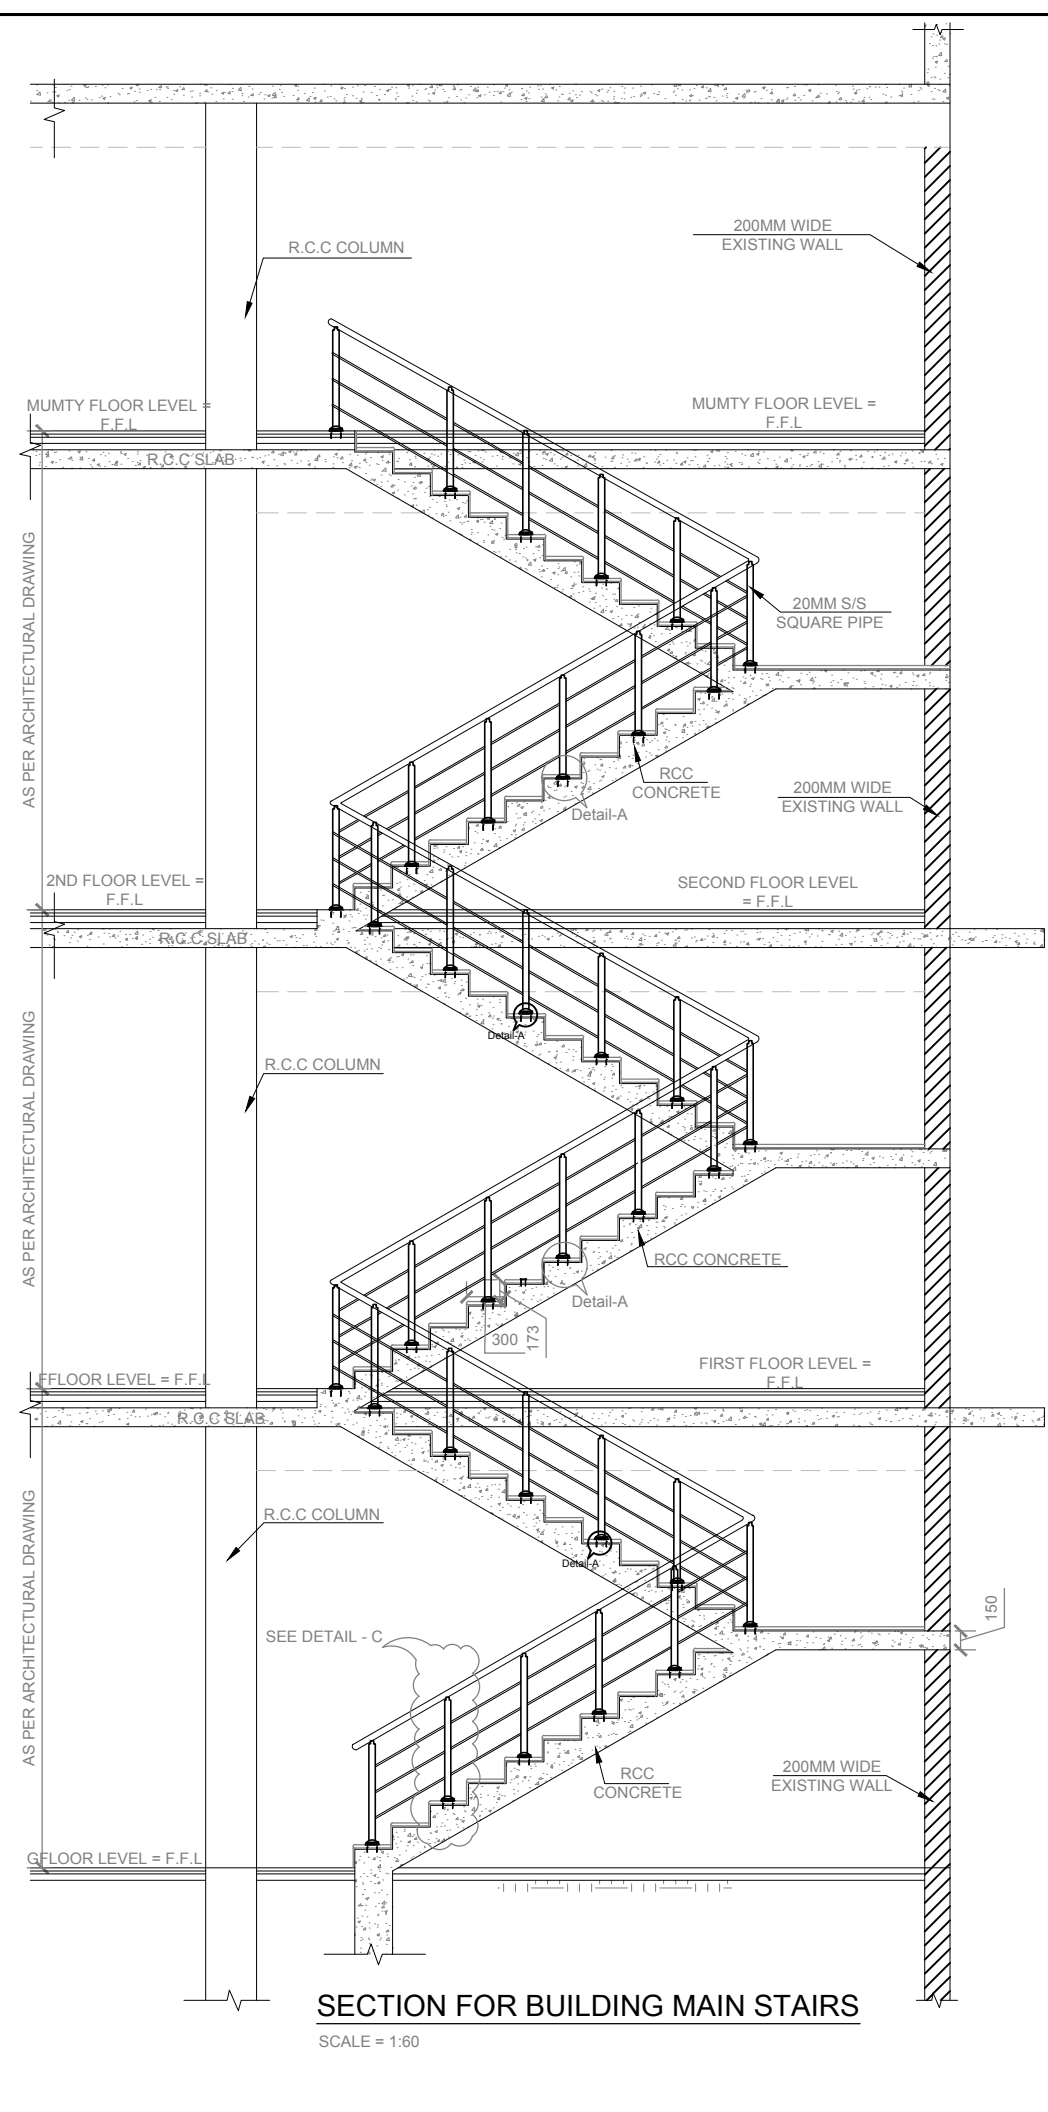 200MM WIDE
EXISTING WALL
R.C.C COLUMN
MUMTY FLOOR LEVEL =
F.F.L
MUMTY FLOOR LEVEL =
F.F.L
R.C.C SLAB
AS PER ARCHITECTURAL DRAWING
20MM S/S
SQUARE PIPE
RCC
CONCRETE
200MM WIDE
EXISTING WALL
Detail-A
2ND FLOOR LEVEL =
F.F.L
SECOND FLOOR LEVEL
= F.F.L
R.C.C SLAB
AS PER ARCHITECTURAL DRAWING
Detail-A
R.C.C COLUMN
RCC CONCRETE
Detail-A
300
173
FFLOOR LEVEL = F.F.L
FIRST FLOOR LEVEL =
F.F.L
R.C.C SLAB
AS PER ARCHITECTURAL DRAWING
R.C.C COLUMN
Detail-A
150
SEE DETAIL - C
RCC
CONCRETE
200MM WIDE
EXISTING WALL
GFLOOR LEVEL = F.F.L
SECTION FOR BUILDING MAIN STAIRS
SCALE = 1:60